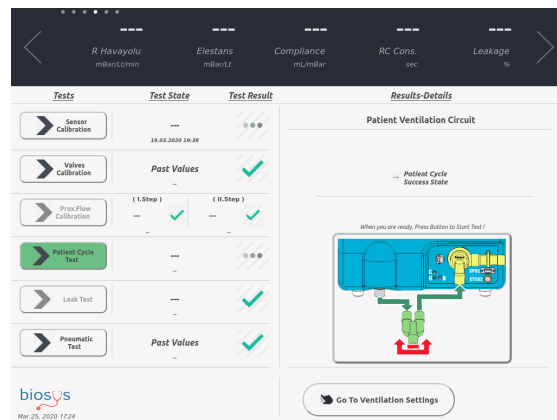 --- --- --- --- ---
R Havayolu Elestans Compliance RC Cons. Leakage
mBar/Lt/min mBar/Lt mL/mBar sec %
Tests Test State Test Result Results-Details
Sensor
Calibration
---
19.03.2020 19:38
Patient Ventilation Circuit
Valves
Calibration
Past Values
--
... Patient Cycle
Success State
Prox.Flow
Calibration
( I.Step ) ( II.Step )
--- ---
-- --
When you are ready, Press Button to Start Test !
Patient Cycle
Test
---
--
Leak Test
---
--
Pneumatic
Test
Past Values
--
biosys
Mar 25, 2020 17:24
Go To Ventilation Settings